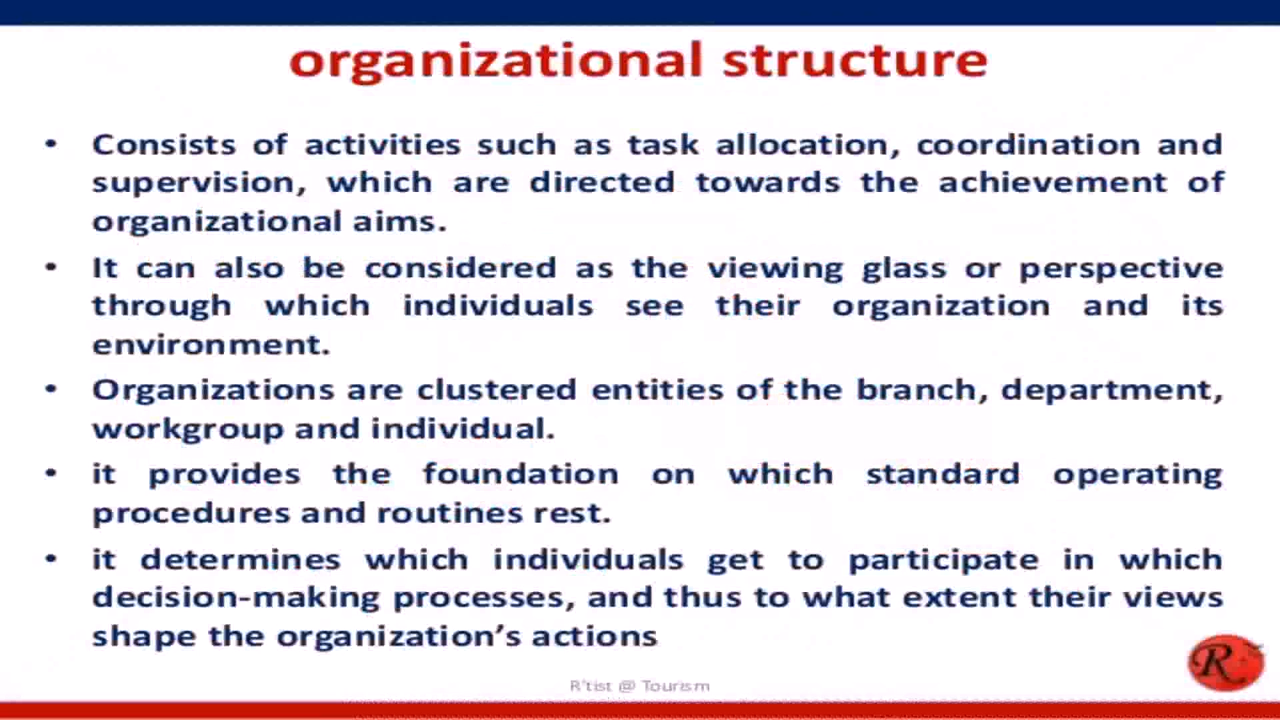 organizational structure
• Consists of activities such as task allocation, coordination and
supervision, which are directed towards the achievement of
organizational aims.
• It can also be considered as the viewing glass or perspective
through which individuals see their organization and its
environment.
• Organizations are clustered entities of the branch, department,
workgroup and individual.
• it provides the foundation on which standard operating
procedures and routines rest.
• it determines which individuals get to participate in which
decision-making processes, and thus to what extent their views
shape the organization’s actions
R
R'tist @ Tourism